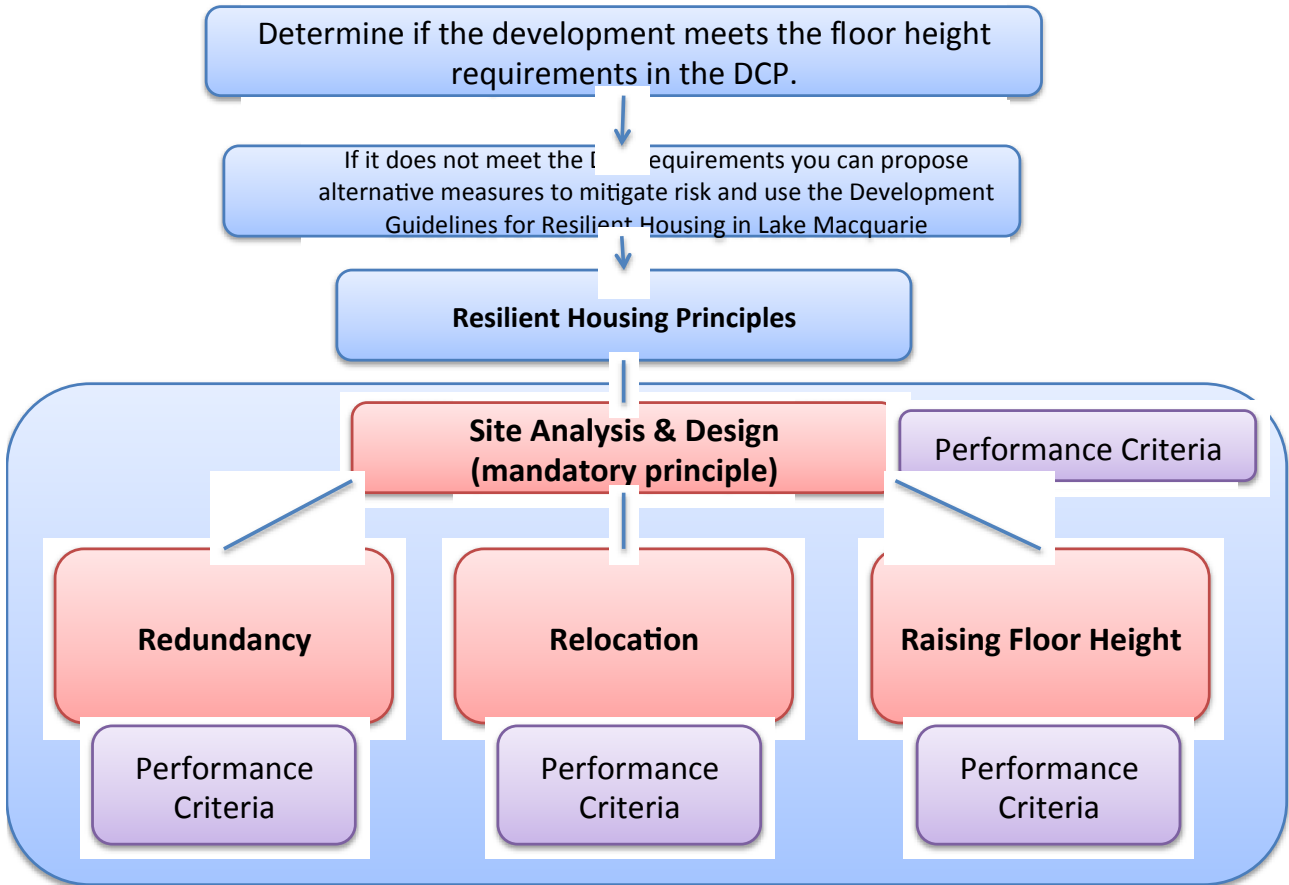 Determine if the development meets the floor height
requirements in the DCP.
If it does not meet the D equirements you can propose
alternative measures to mitigate risk and use the Development
Guidelines for Resilient Housing in Lake Macquarie
Resilient Housing Principles
Site Analysis & Design
(mandatory principle)
Performance Criteria
Redundancy
Relocation
Raising Floor Height
Performance
Criteria
Performance
Criteria
Performance
Criteria